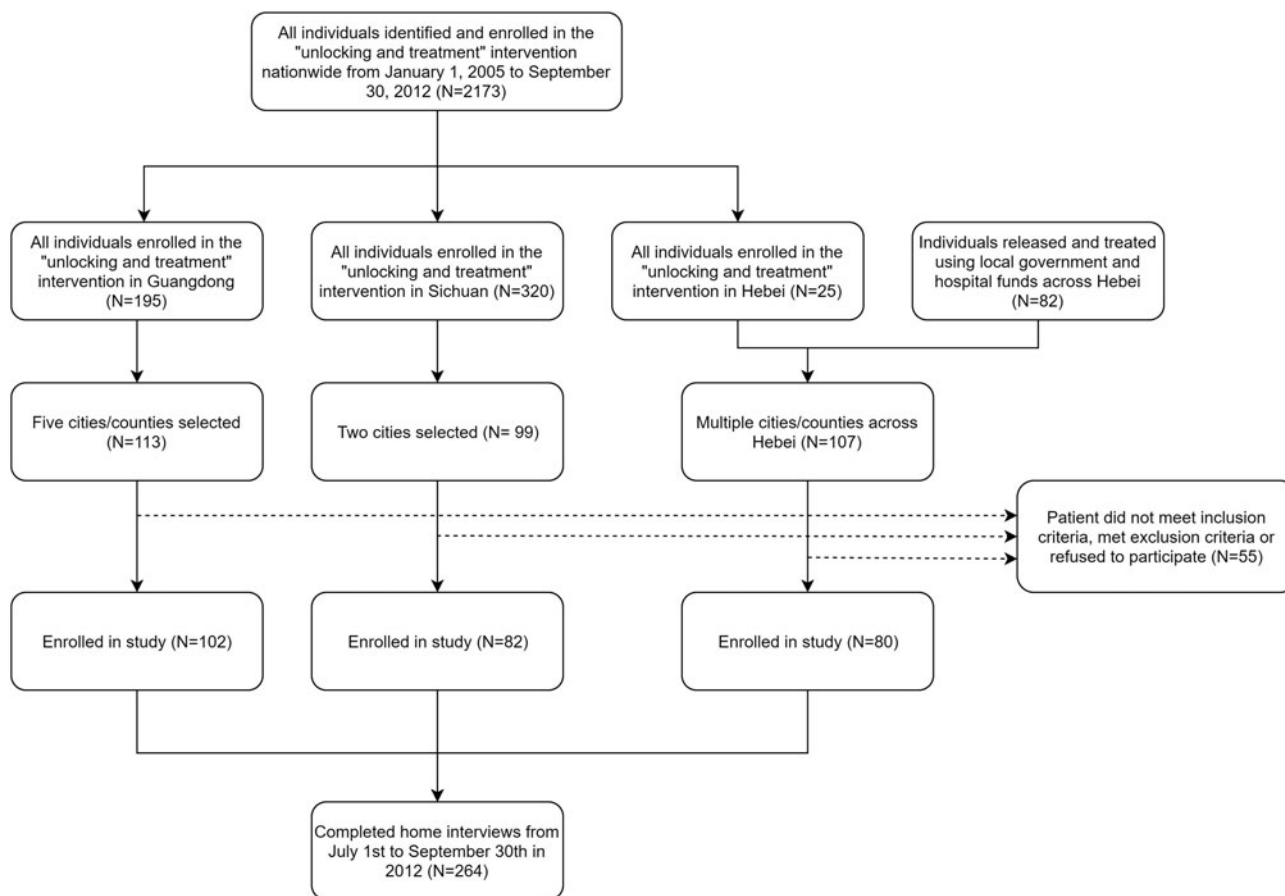 All individuals identified and enrolled in the
"unlocking and treatment" intervention
nationwide from January 1, 2005 to September
30, 2012 (N=2173)
All individuals enrolled in the
"unlocking and treatment"
intervention in Guangdong
(N=195)
All individuals enrolled in the
"unlocking and treatment"
intervention in Sichuan (N=320)
All individuals enrolled in the
"unlocking and treatment"
intervention in Hebei (N=25)
Individuals released and treated
using local government and
hospital funds across Hebei
(N=82)
Five cities/counties selected
(N=113)
Two cities selected (N= 99)
Multiple cities/counties across
Hebei (N=107)
Patient did not meet inclusion
criteria, met exclusion criteria or
refused to participate (N=55)
Enrolled in study (N=102)
Enrolled in study (N=82)
Enrolled in study (N=80)
Completed home interviews from
July 1st to September 30th in
2012 (N=264)